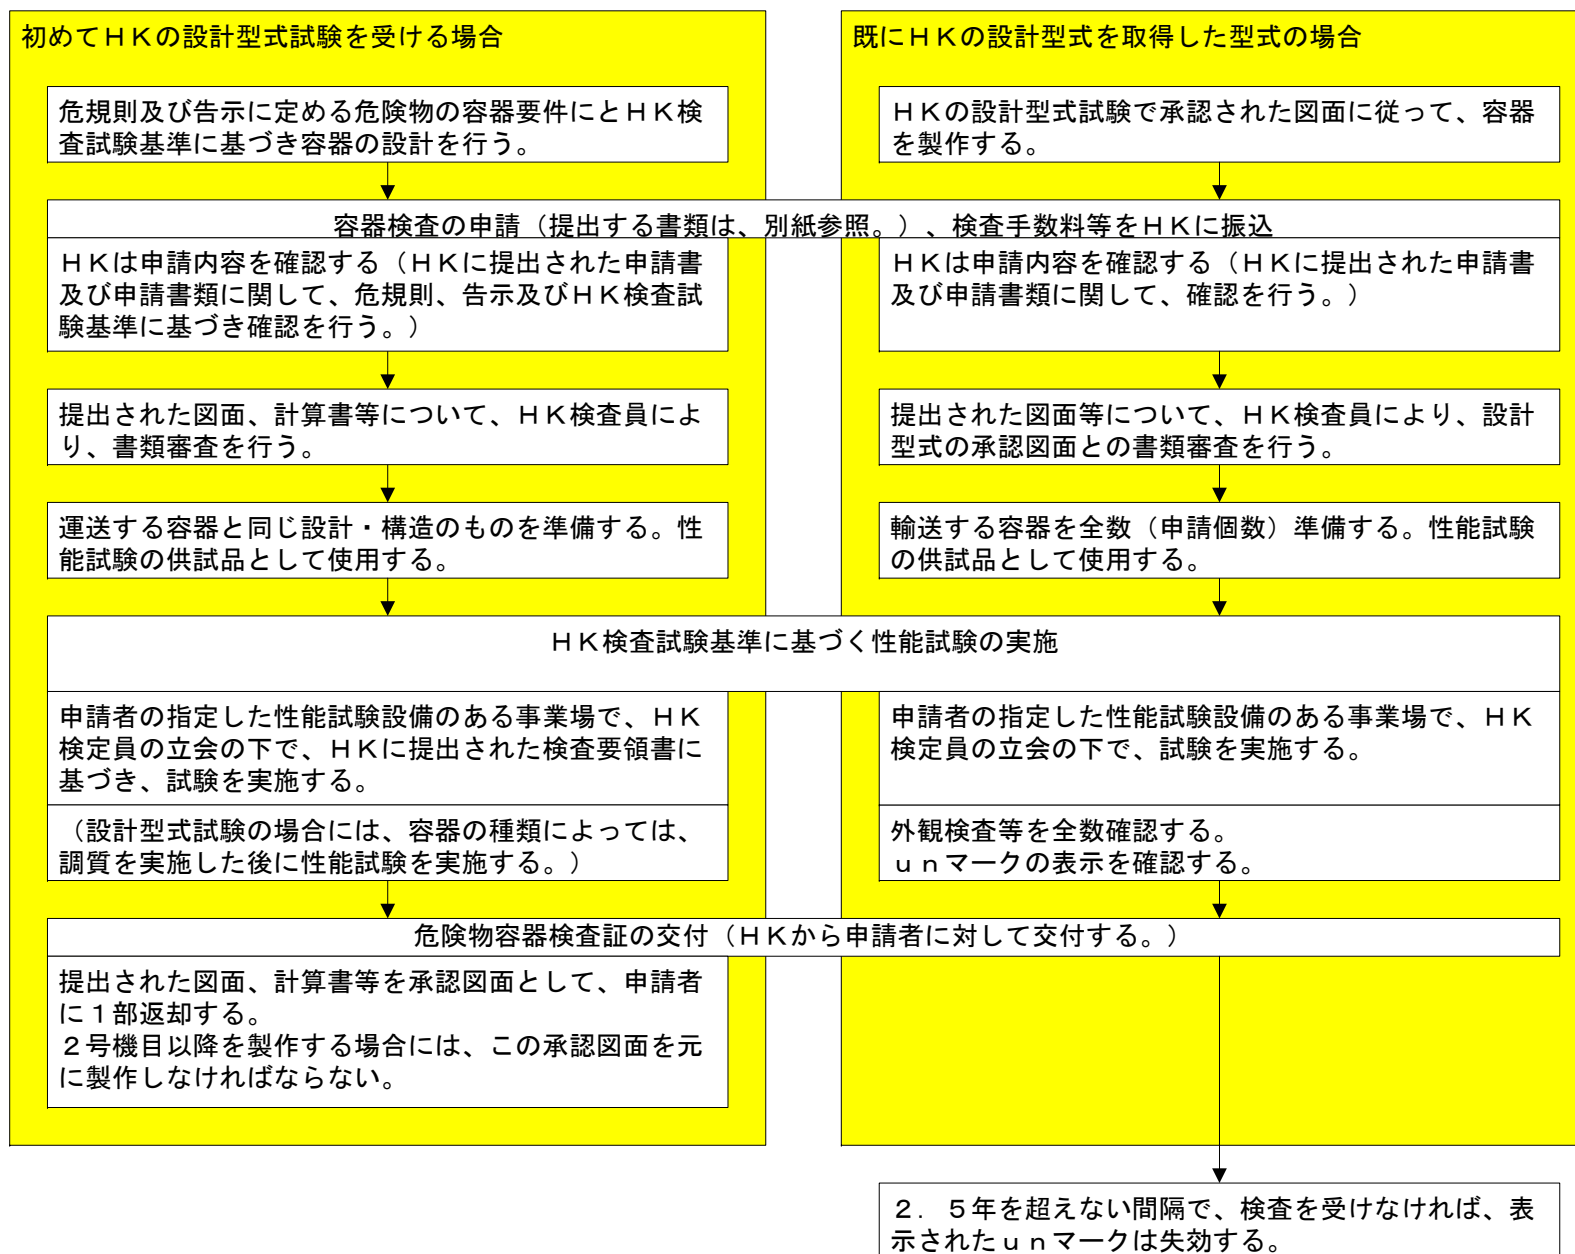 初めてＨＫの設計型式試験を受ける場合
危規則及び告示に定める危険物の容器要件にとＨＫ検
査試験基準に基づき容器の設計を行う。
既にＨＫの設計型式を取得した型式の場合
ＨＫの設計型式試験で承認された図面に従って、容器
を製作する。
容器検査の申請（提出する書類は、別紙参照。）、検査手数料等をＨＫに振込
ＨＫは申請内容を確認する（ＨＫに提出された申請書
及び申請書類に関して、危規則、告示及びＨＫ検査試
験基準に基づき確認を行う。）
ＨＫは申請内容を確認する（ＨＫに提出された申請書
及び申請書類に関して、確認を行う。）
提出された図面、計算書等について、ＨＫ検査員によ
り、書類審査を行う。
提出された図面等について、ＨＫ検査員により、設計
型式の承認図面との書類審査を行う。
運送する容器と同じ設計・構造のものを準備する。性
能試験の供試品として使用する。
輸送する容器を全数（申請個数）準備する。性能試験
の供試品として使用する。
ＨＫ検査試験基準に基づく性能試験の実施
申請者の指定した性能試験設備のある事業場で、ＨＫ
検定員の立会の下で、ＨＫに提出された検査要領書に
基づき、試験を実施する。
（設計型式試験の場合には、容器の種類によっては、
調質を実施した後に性能試験を実施する。）
申請者の指定した性能試験設備のある事業場で、ＨＫ
検定員の立会の下で、試験を実施する。
外観検査等を全数確認する。
ｕｎマークの表示を確認する。
危険物容器検査証の交付（ＨＫから申請者に対して交付する。）
提出された図面、計算書等を承認図面として、申請者
に１部返却する。
２号機目以降を製作する場合には、この承認図面を元
に製作しなければならない。
２．５年を超えない間隔で、検査を受けなければ、表
示されたｕｎマークは失効する。